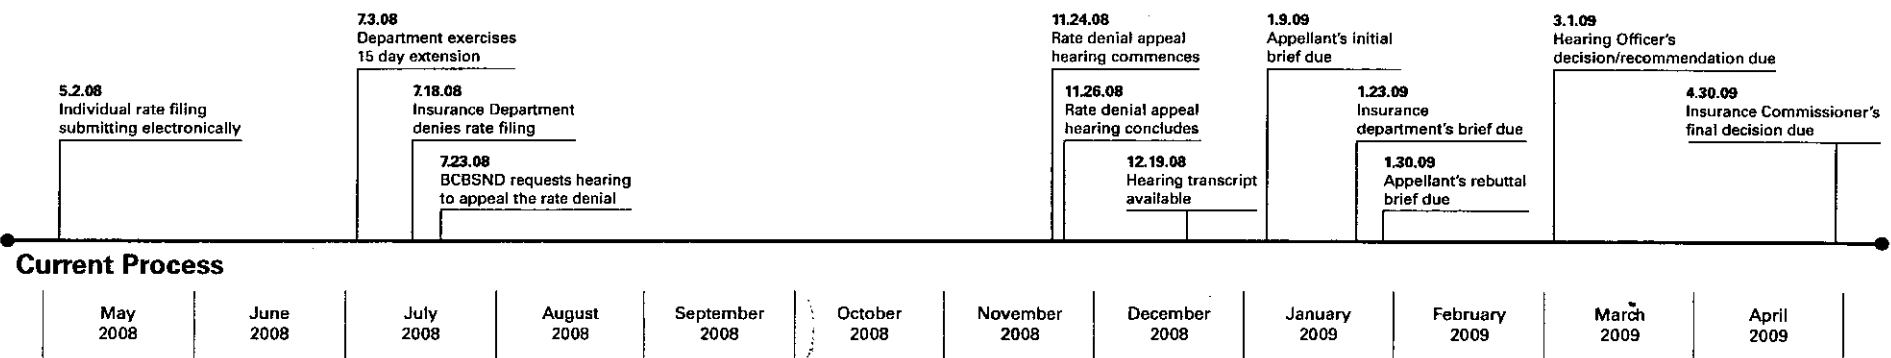 7.3.08
Department exercises
15 day extension
11.24.08
Rate denial appeal
hearing commences
1.9.09
Appellant's initial
brief due
3.1.09
Hearing Officer's
decision/recommendation due
5.2.08
Individual rate filing
submitting electronically
7.18.08
Insurance Department
denies rate filing
11.26.08
Rate denial appeal
hearing concludes
1.23.09
Insurance
department's brief due
4.30.09
Insurance Commissioner's
final decision due
7.23.08
BCBSND requests hearing
to appeal the rate denial
12.19.08
Hearing transcript
available
1.30.09
Appellant's rebuttal
brief due
Current Process
May
2008
June
2008
July
2008
August
2008
September
2008
October
2008
November
2008
December
2008
January
2009
February
2009
March
2009
April
2009